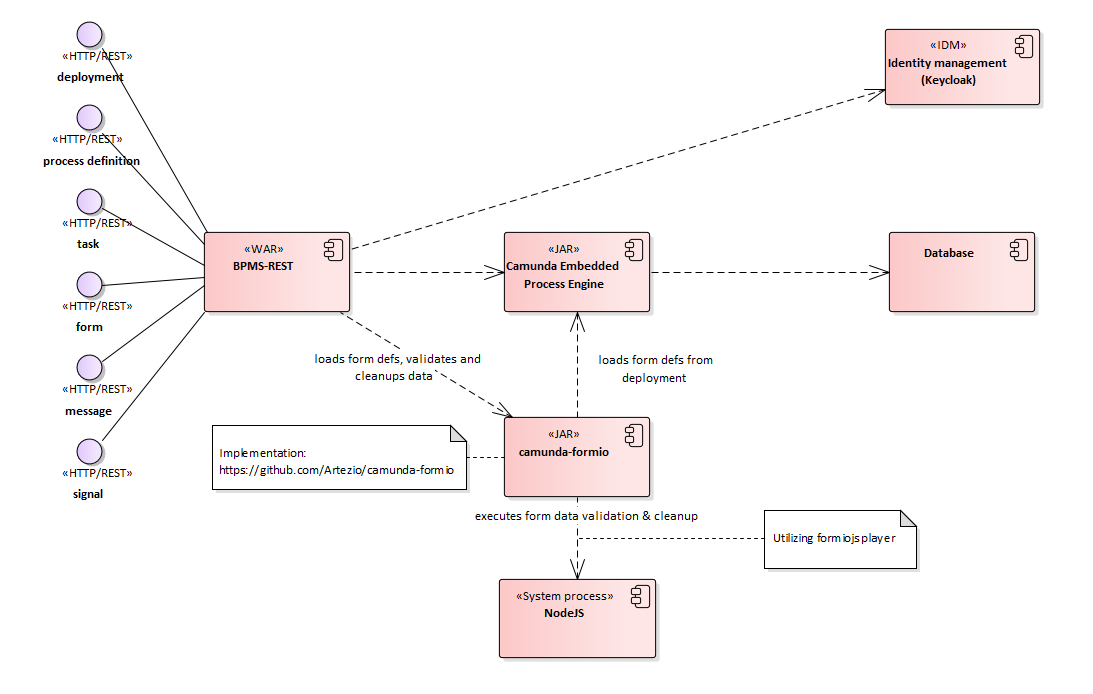 «HTTP/REST»
deployment
«HTTP/REST»
process definition
«HTTP/REST»
task
«HTTP/REST»
form
«HTTP/REST»
message
«HTTP/REST»
signal
«WAR»
BPMS-REST
«IDM»
Identity management
(Keycloak)
«JAR»
Camunda Embedded
Process Engine
Database
loads form defs, validates and
cleanups data
loads form defs from
deployment
«JAR»
camunda-formio
Implementation:
https://github.com/Artezio/camunda-formio
executes form data validation & cleanup
Utilizing formiojsplayer
«System process»
NodeJS